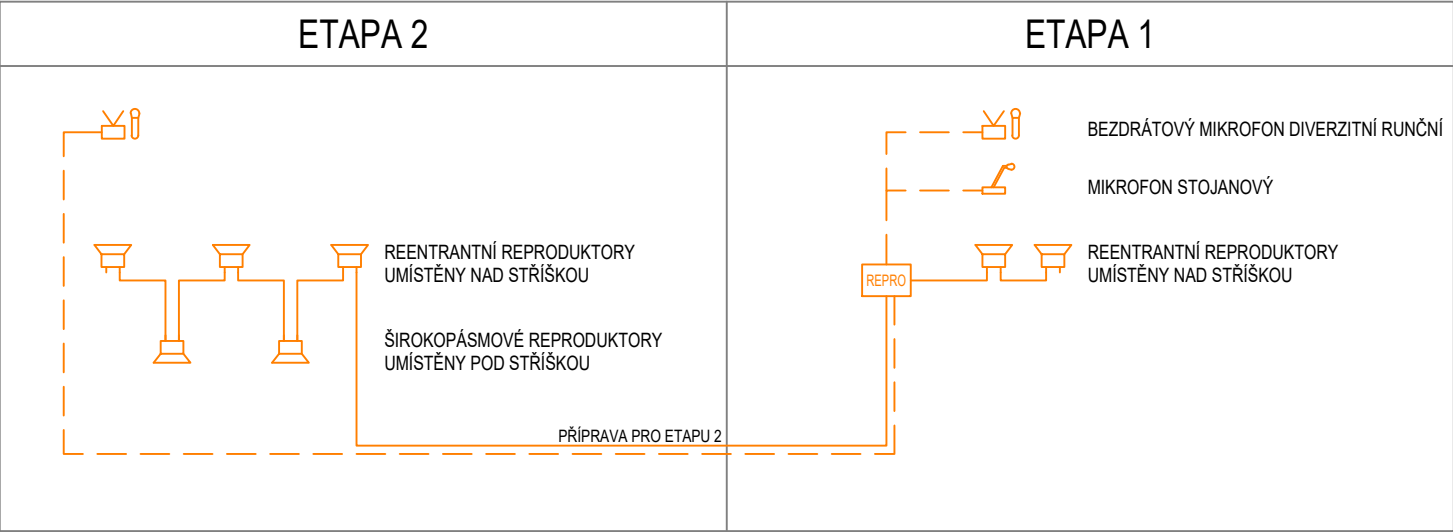 ETAPA 2
ETAPA 1
BEZDRÁTOVÝ MIKROFON DIVERZITNÍ RUNČNÍ
MIKROFON STOJANOVÝ
REENTRANTNÍ REPRODUKTORY
UMÍSTĚNY NAD STŘÍŠKOU
REPRO
REENTRANTNÍ REPRODUKTORY
UMÍSTĚNY NAD STŘÍŠKOU
ŠIROKOPÁSMOVÉ REPRODUKTORY
UMÍSTĚNY POD STŘÍŠKOU
PŘÍPRAVA PRO ETAPU 2